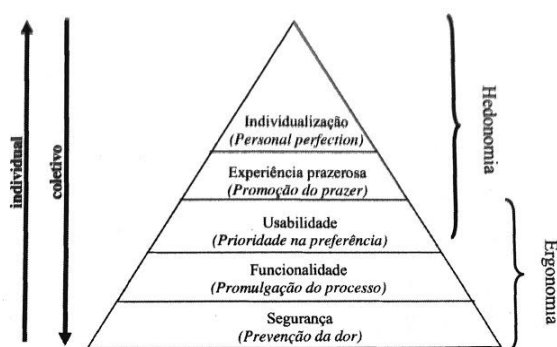 individual
coletivo
Individualização
(Personal perfection)
Experiência prazerosa
(Promoção do prazer)
Usabilidade
(Prioridade na preferência)
Funcionalidade
(Promulgação do processo)
Segurança
(Prevenção da dor)
Hedonomia
Ergonomia